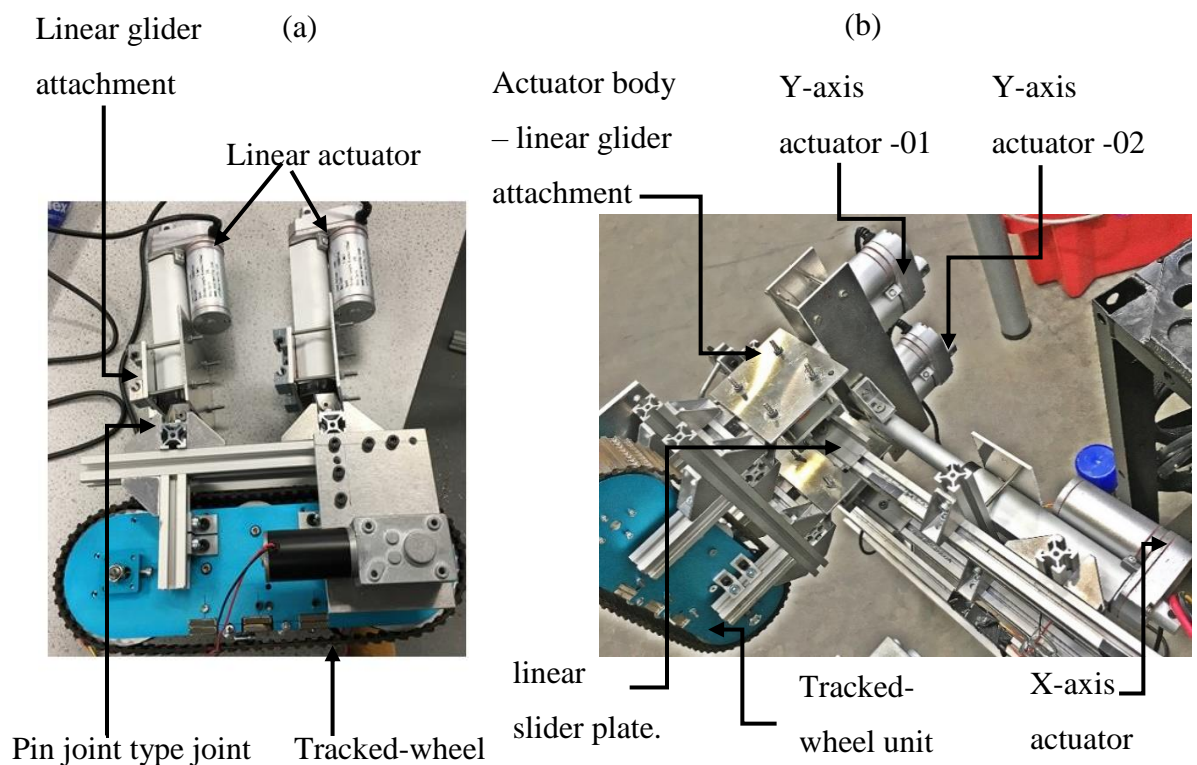 (a)
Linear glider
attachment
Linear actuator
Pin joint type joint
Tracked-wheel
(b)
Actuator body
– linear glider
attachment
Y-axis
actuator -01
Y-axis
actuator -02
linear
slider plate.
Tracked-
wheel unit
X-axis
actuator